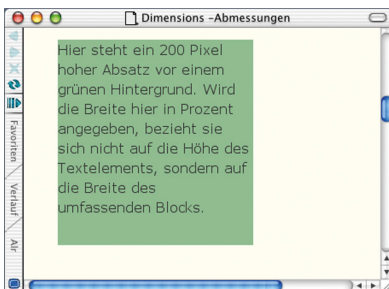 Dimensions -Abmessungen
Hier steht ein 200 Pixel
hoher Absatz vor einem
grünen Hintergrund. Wird
die Breite hier in Prozent
angegeben, bezieht sie
sich nicht auf die Höhe des
Textelements, sondern auf
die Breite des
umfassenden Blocks.
Favoriten
Verlauf
Alr